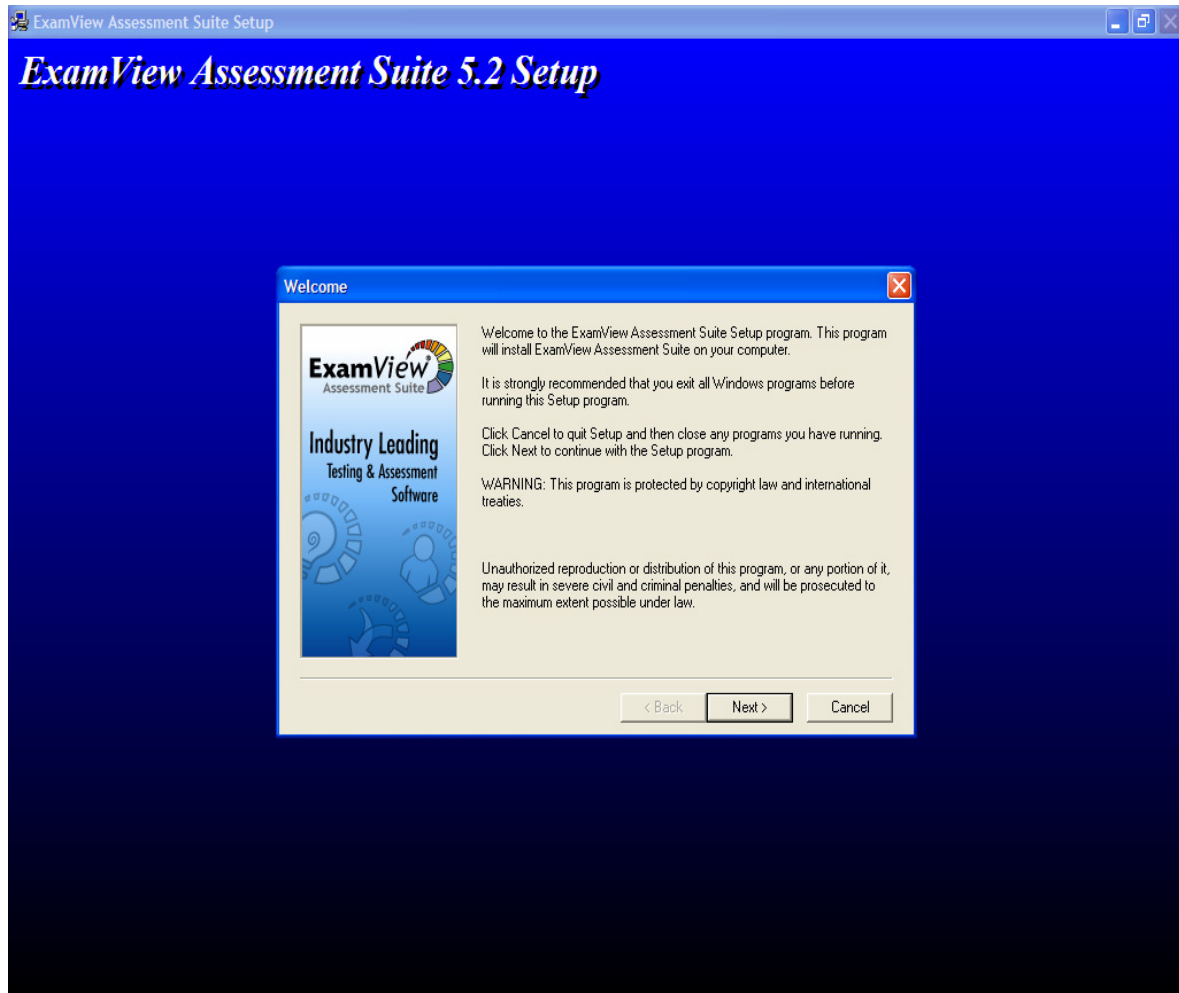 ExamView Assessment Suite Setup
ExamView Assessment Suite 5.2 Setup
Welcome
ExamView
Assessment Suite
Industry Leading
Testing & Assessment
Software
Welcome to the ExamView Assessment Suite Setup program. This program
will install ExamView Assessment Suite on your computer.
It is strongly recommended that you exit all Windows programs before
running this Setup program.
Click Cancel to quit Setup and then close any programs you have running.
Click Next to continue with the Setup program.
WARNING: This program is protected by copyright law and international
treaties.
Unauthorized reproduction or distribution of this program, or any portion of it,
may result in severe civil and criminal penalties, and will be prosecuted to
the maximum extent possible under law.
< Back Next > Cancel